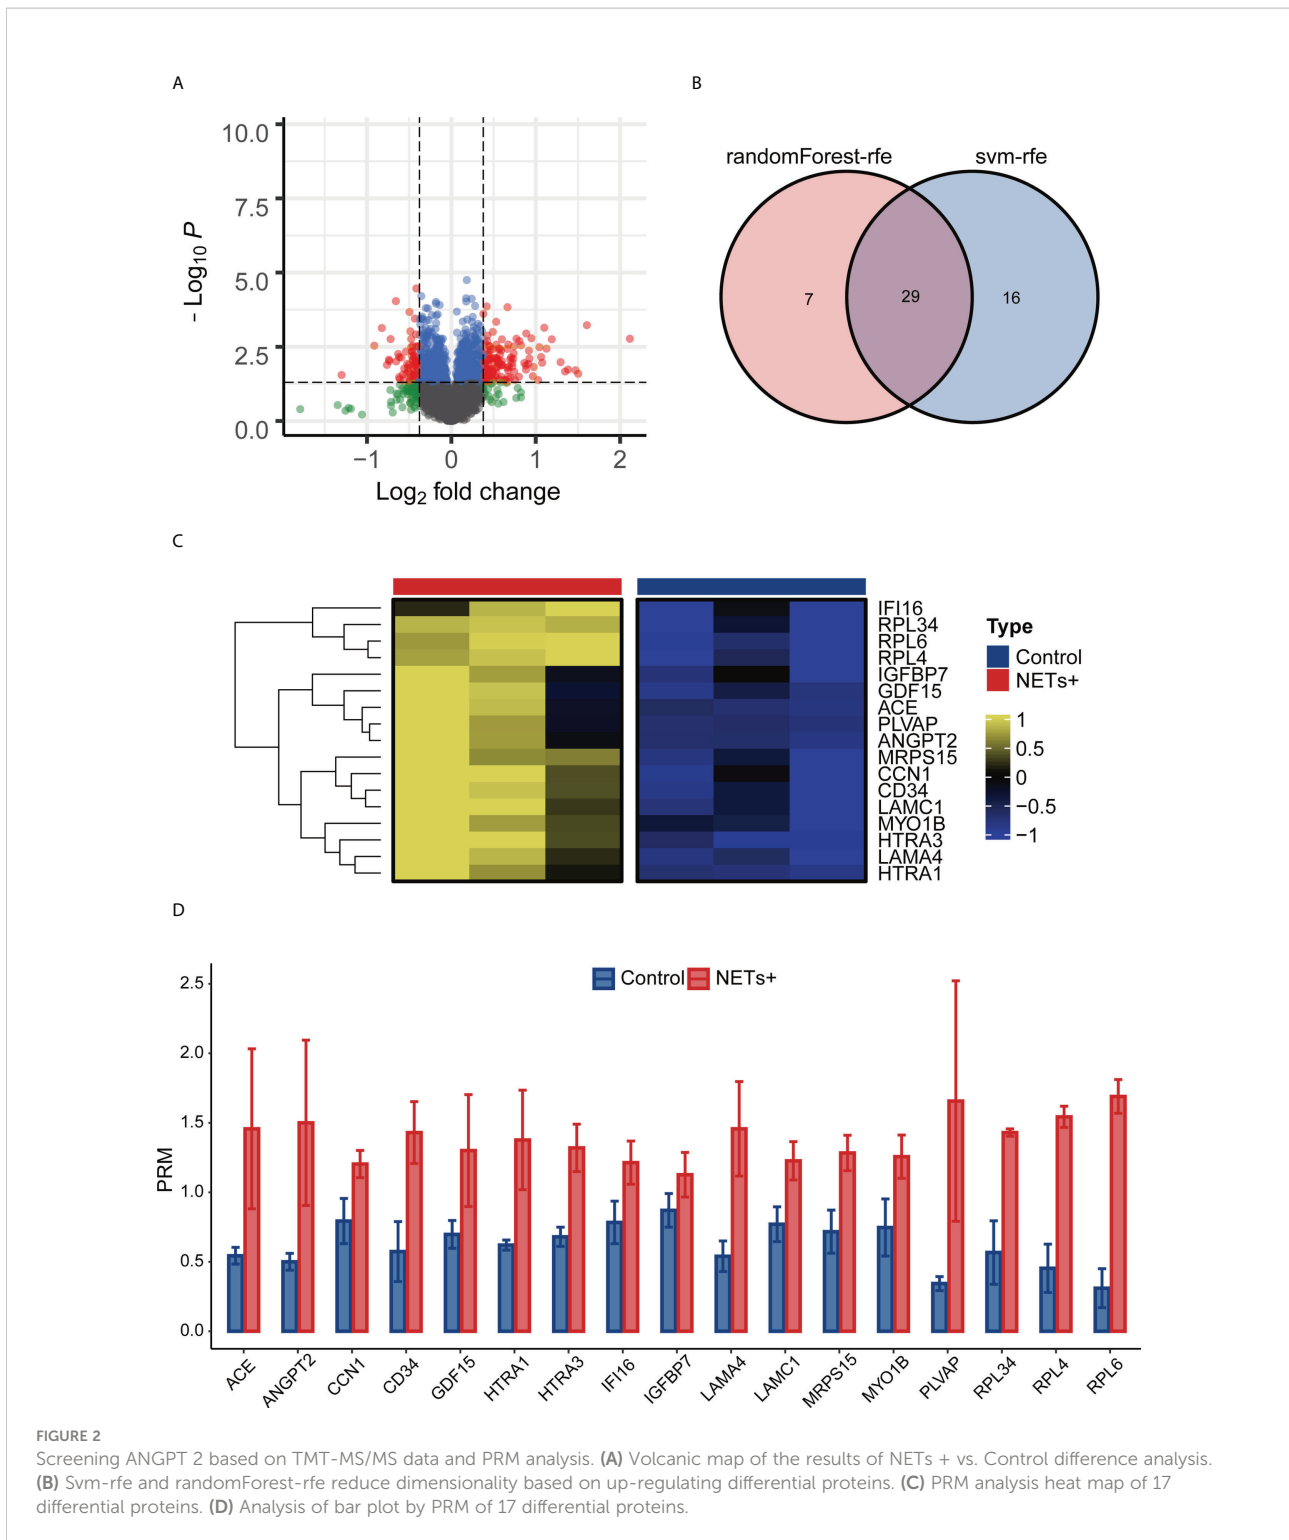 A
10.0
7.5
5.0
2.5
0.0
- Log10 P
−1 0 1 2
Log2 fold change
B
randomForest-rfe svm-rfe
7 29 16
C
IFI16
RPL34
RPL6
RPL4
IGFBP7
GDF15
ACE
PLVAP
ANGPT2
MRPS15
CCN1
CD34
LAMC1
MYO1B
HTRA3
LAMA4
HTRA1
Type
Control
NETs+
1
0.5
0
−0.5
−1
D
Control NETs+
2.5
2.0
1.5
1.0
0.5
0.0
PRM
ACE ANGPT2 CCN1 CD34 GDF15 HTRA1 HTRA3 IFI16 IGFBP7 LAMA4 LAMC1 MRPS15 MYO1B PLVAP RPL34 RPL4 RPL6
FIGURE 2
Screening ANGPT 2 based on TMT-MS/MS data and PRM analysis. (A) Volcanic map of the results of NETs + vs. Control difference analysis.
(B) Svm-rfe and randomForest-rfe reduce dimensionality based on up-regulating differential proteins. (C) PRM analysis heat map of 17
differential proteins. (D) Analysis of bar plot by PRM of 17 differential proteins.